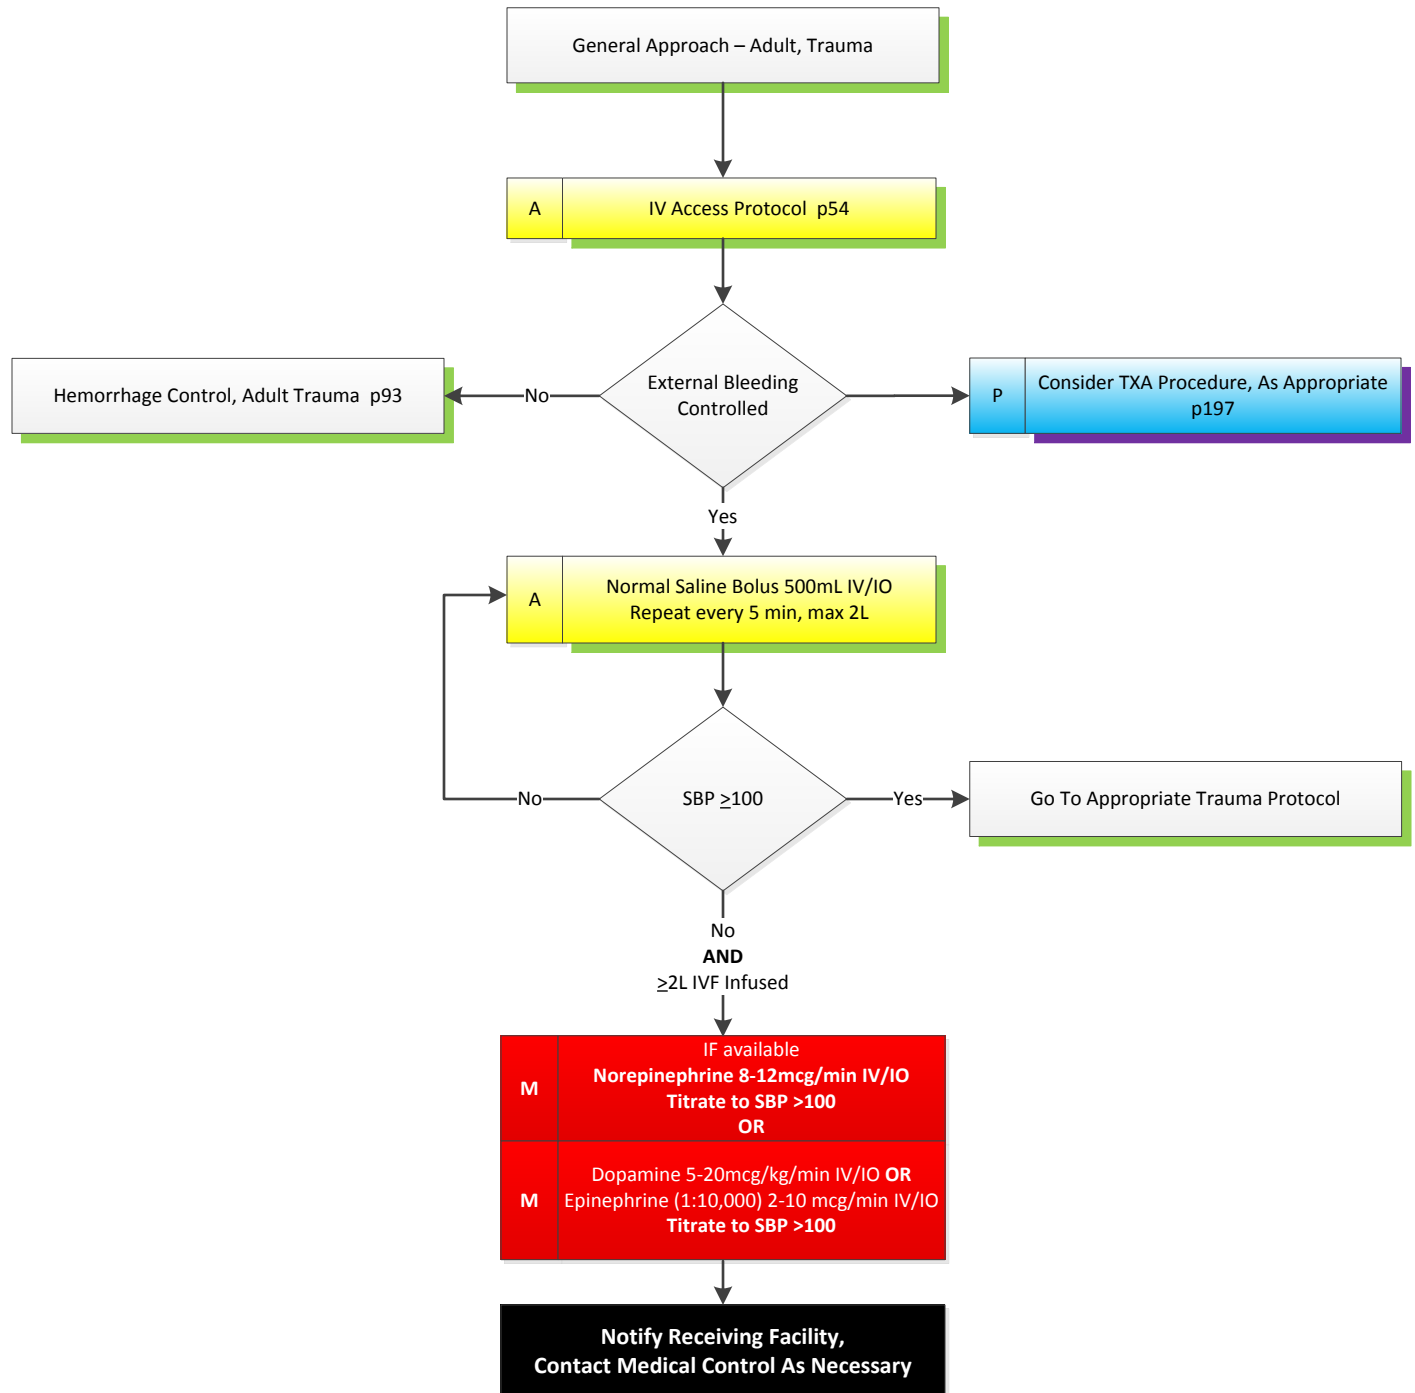 General Approach – Adult, Trauma
A
IV Access Protocol p54
External Bleeding
Controlled
No
Hemorrhage Control, Adult Trauma p93
P
Consider TXA Procedure, As Appropriate
p197
Yes
A
Normal Saline Bolus 500mL IV/IO
Repeat every 5 min, max 2L
SBP ≥100
No
Yes
Go To Appropriate Trauma Protocol
No
AND
≥2L IVF Infused
M
IF available
Norepinephrine 8-12mcg/min IV/IO
Titrate to SBP >100
OR
M
Dopamine 5-20mcg/kg/min IV/IO OR
Epinephrine (1:10,000) 2-10 mcg/min IV/IO
Titrate to SBP >100
Notify Receiving Facility,
Contact Medical Control As Necessary